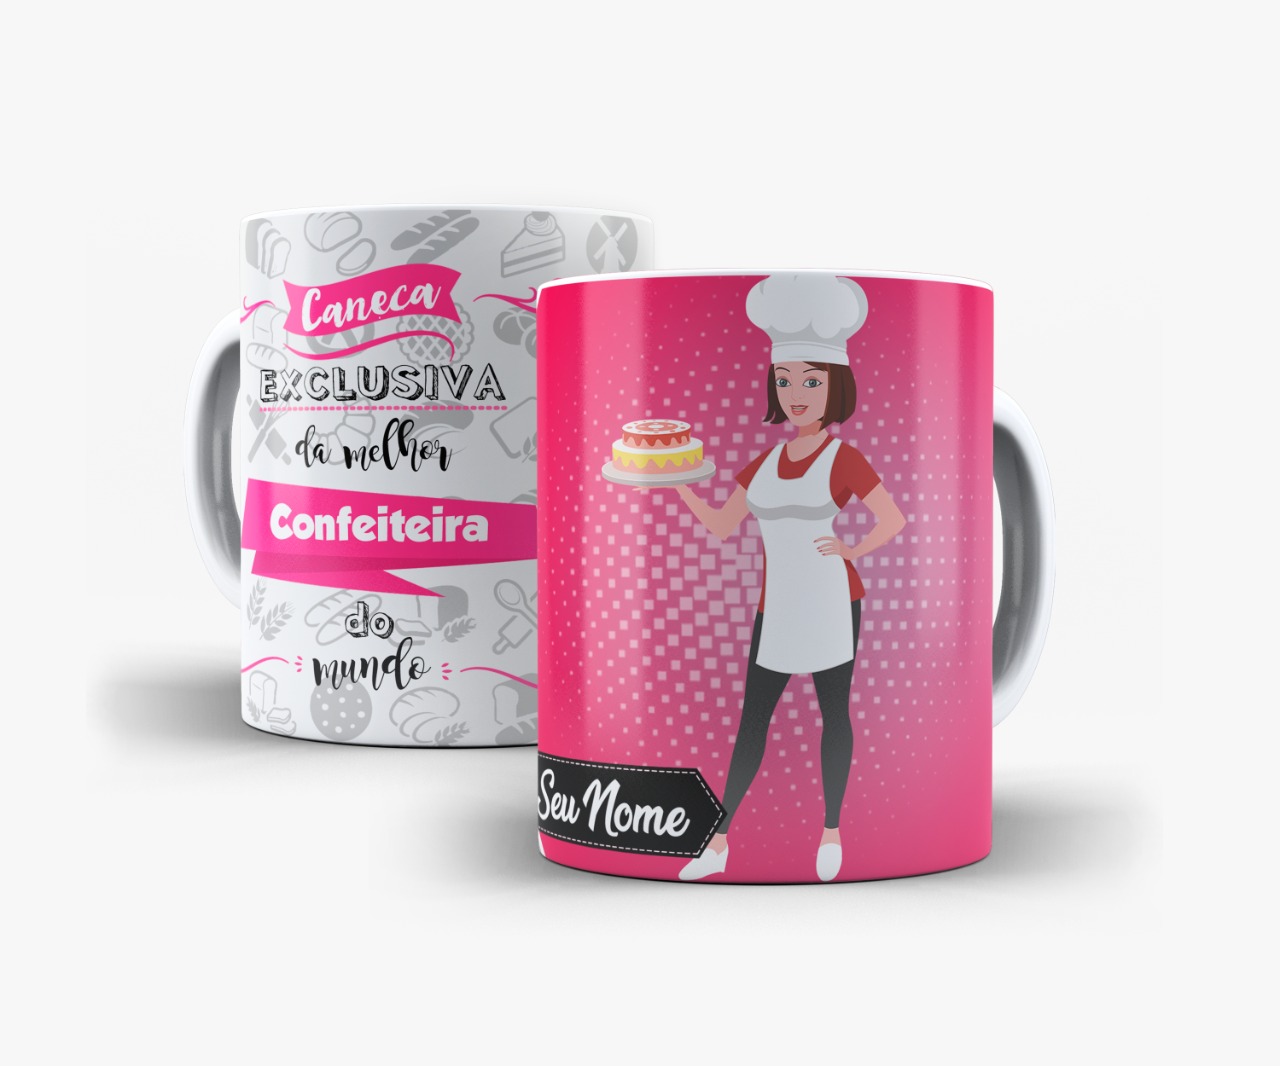 Caneca
EXCLUSIVA
da melhor
Confeiteira
do
mundo
Seu Nome